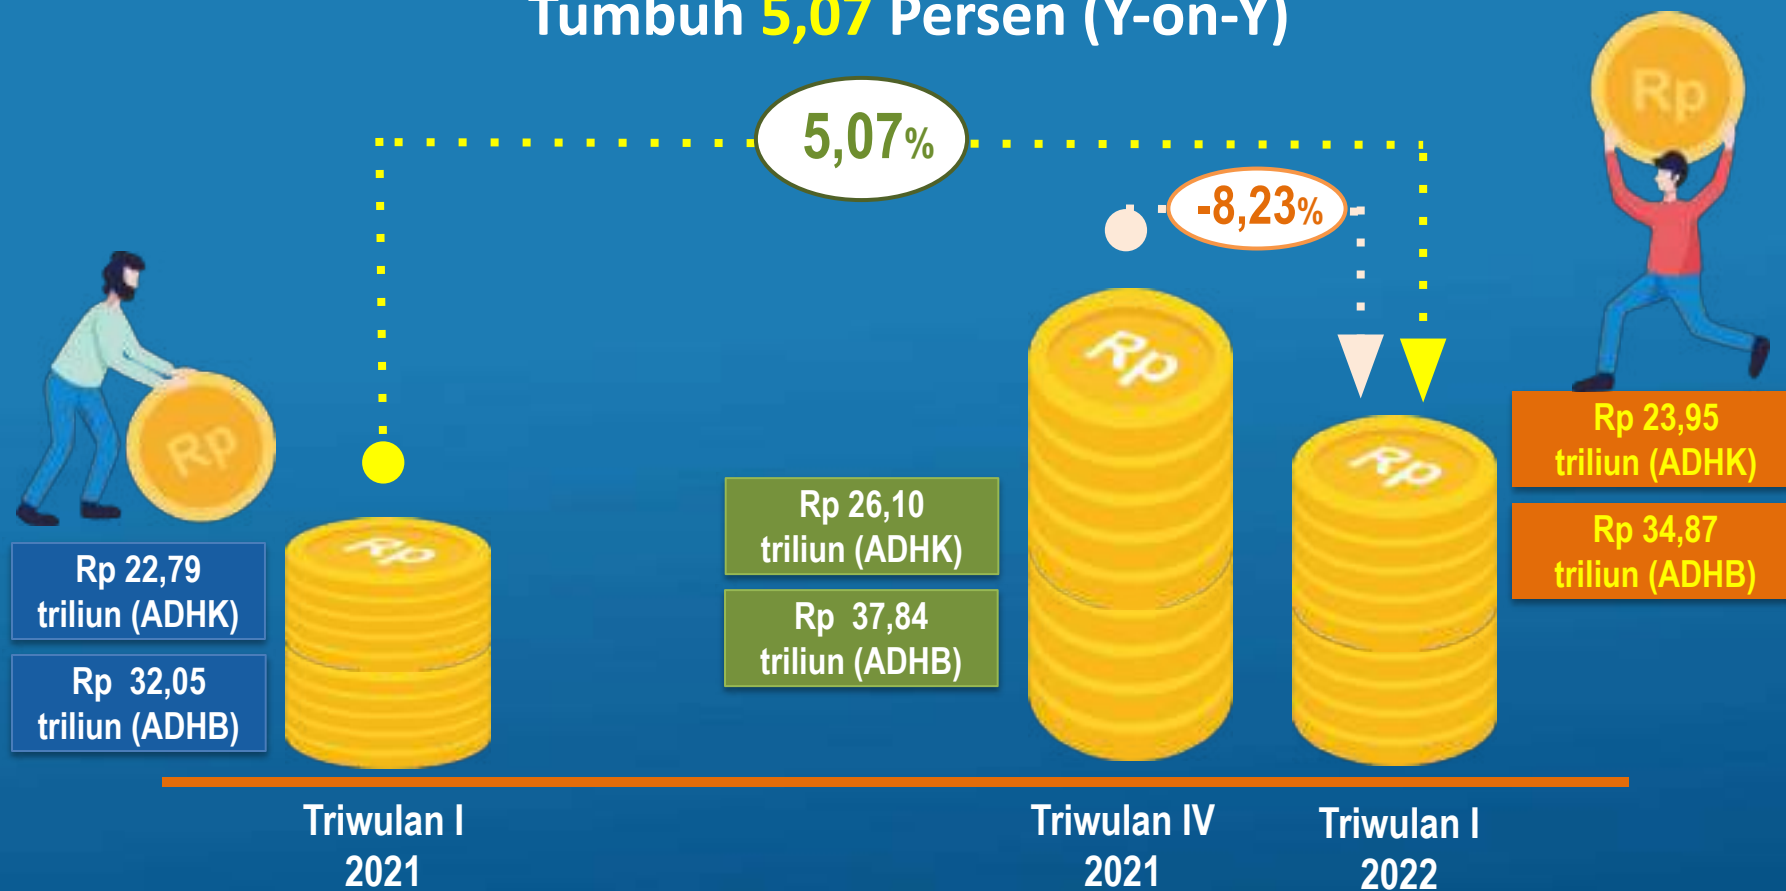 Tumbuh 5,07 Persen (Y-on-Y)
5,07%
-8,23%
Rp
Rp
Rp
Rp
Rp
Rp 22,79
triliun (ADHK)
Rp 32,05
triliun (ADHB)
Rp 26,10
triliun (ADHK)
Rp 37,84
triliun (ADHB)
Rp 23,95
triliun (ADHK)
Rp 34,87
triliun (ADHB)
Triwulan I
2021
Triwulan IV
2021
Triwulan I
2022